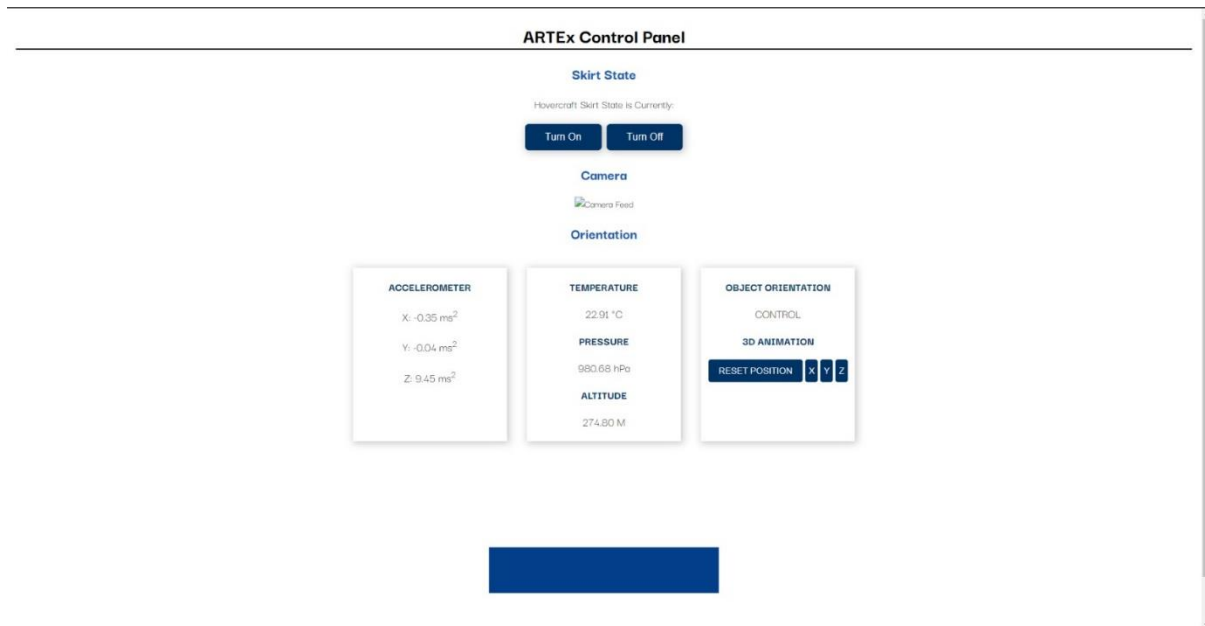 ARTEx Control Panel
Skirt State
Hovercraft Skirt State is Currently:
Turn On Turn Off
Camera
Camera Feed
Orientation
ACCELEROMETER
X: -0.35 ms²
Y: -0.04 ms²
Z: 9.45 ms²
TEMPERATURE
22.91 °C
PRESSURE
980.68 hPa
ALTITUDE
274.80 M
OBJECT ORIENTATION
CONTROL
3D ANIMATION
RESET POSITION X Y Z